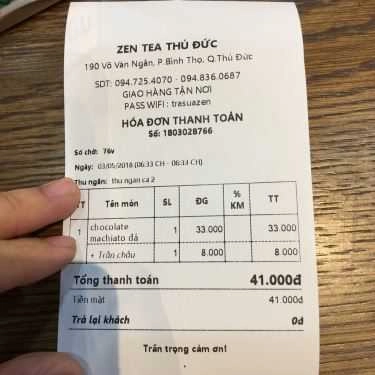 ZEN TEA THỦ ĐỨC
190 Võ Văn Ngân, P.Bình Thọ, Q.Thủ Đức
SDT: 094.725.4070 - 094.836.0687
GIAO HÀNG TẬN NƠI
PASS WIFI : trasuazen
HÓA ĐƠN THANH TOÁN
Số: 1803028766
Số chờ: 76v
Ngày: 03/05/2018 (06:33 CH - 06:34 CH)
Thu ngân: thu ngan ca 2
TT Tên món SL ĐG % KM TT
1 chocolate machiato đá 1 33.000 33.000
+ Trân châu 1 8.000 8.000
Tổng thanh toán 41.000đ
Tiền mặt 41.000đ
Trả lại khách 0đ
Trân trọng cảm ơn!